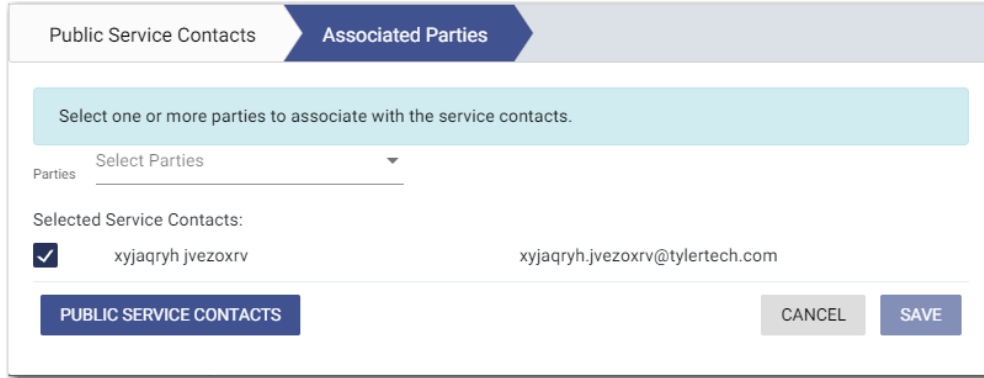 Public Service Contacts
Associated Parties
Select one or more parties to associate with the service contacts.
Parties
Select Parties
Selected Service Contacts:
xyjaqryh jvezoxrv xyjaqryh.jvezoxrv@tylertech.com
PUBLIC SERVICE CONTACTS CANCEL SAVE